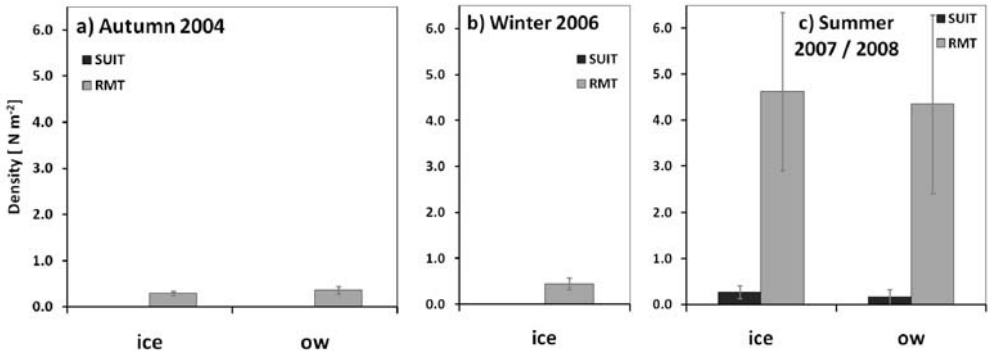 a) Autumn 2004
SUIT
RMT
Density [ N m-2]
6.0
5.0
4.0
3.0
2.0
1.0
0.0
ice
ow
b) Winter 2006
SUIT
RMT
6.0
5.0
4.0
3.0
2.0
1.0
0.0
ice
c) Summer
2007 / 2008
SUIT
RMT
6.0
5.0
4.0
3.0
2.0
1.0
0.0
ice
ow